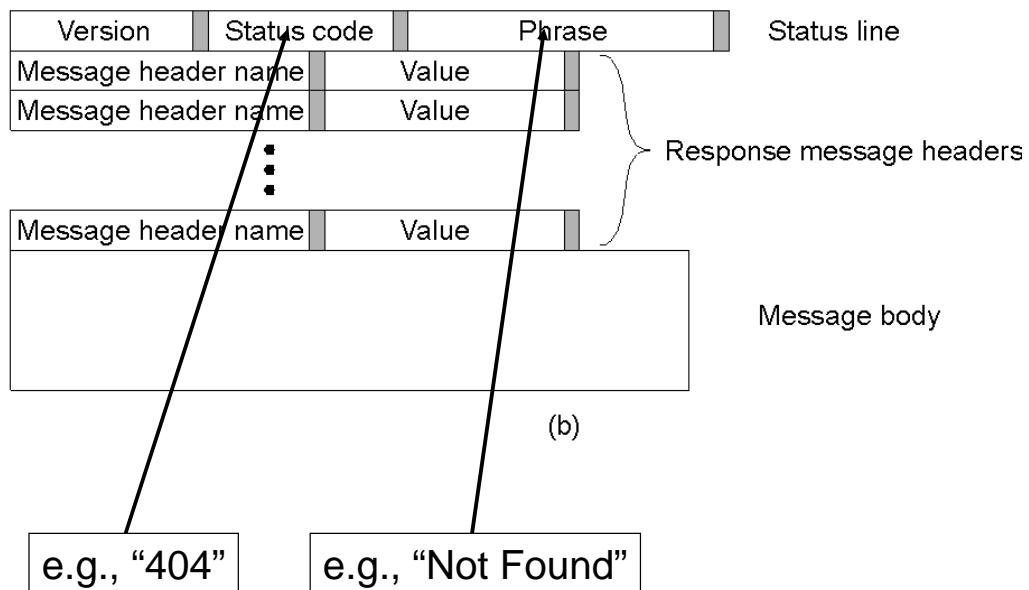 Version Status code Phrase Status line
Message header name Value
Message header name Value
Response message headers
Message header name Value
Message body
(b)
e.g., “404” e.g., “Not Found”